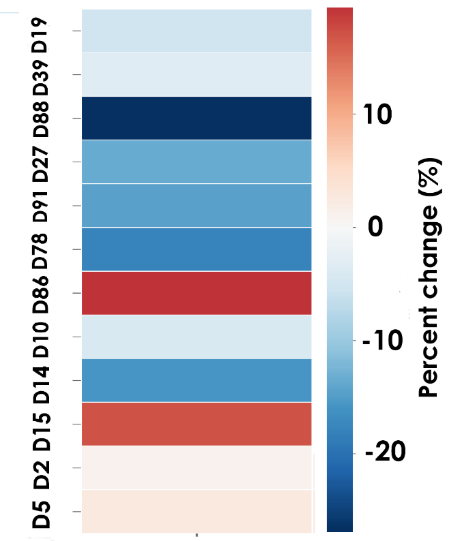 D19
D39
D88
D27
D91
D78
D86
D10
D14
D15
D2
D5
10
0
-10
-20
Percent change (%)